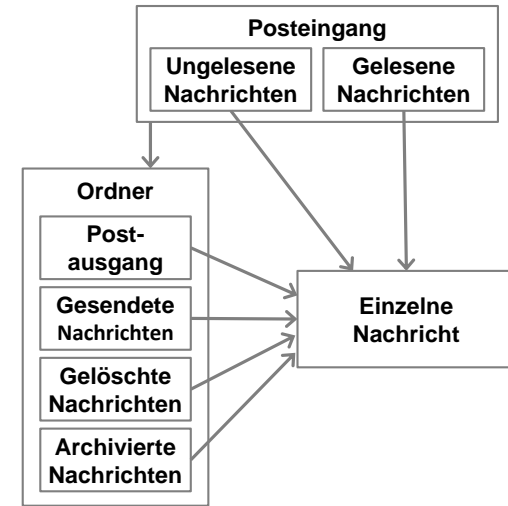 Posteingang
Ungelesene
Nachrichten
Gelesene
Nachrichten
Ordner
Post-
ausgang
Gesendete
Nachrichten
Gelöschte
Nachrichten
Archivierte
Nachrichten
Einzelne
Nachricht